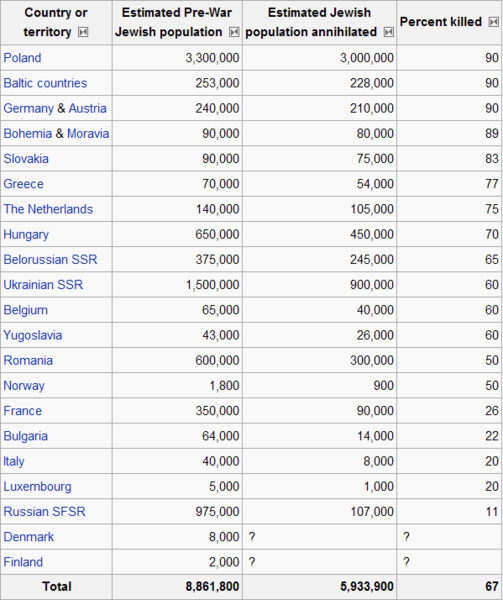 Country or territory Estimated Pre-War Jewish population Estimated Jewish population annihilated Percent killed
Poland 3,300,000 3,000,000 90
Baltic countries 253,000 228,000 90
Germany & Austria 240,000 210,000 90
Bohemia & Moravia 90,000 80,000 89
Slovakia 90,000 75,000 83
Greece 70,000 54,000 77
The Netherlands 140,000 105,000 75
Hungary 650,000 450,000 70
Belorussian SSR 375,000 245,000 65
Ukrainian SSR 1,500,000 900,000 60
Belgium 65,000 40,000 60
Yugoslavia 43,000 26,000 60
Romania 600,000 300,000 50
Norway 1,800 900 50
France 350,000 90,000 26
Bulgaria 64,000 14,000 22
Italy 40,000 8,000 20
Luxembourg 5,000 1,000 20
Russian SFSR 975,000 107,000 11
Denmark 8,000 ? ?
Finland 2,000 ? ?
Total 8,861,800 5,933,900 67